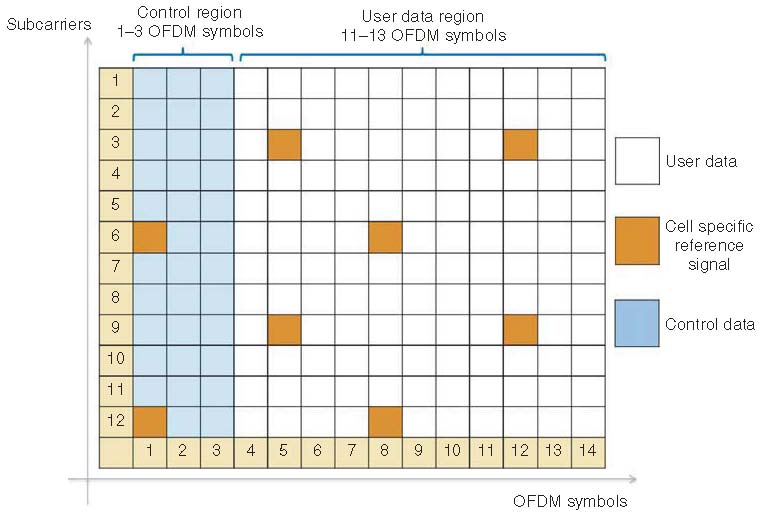 Subcarriers
Control region
1–3 OFDM symbols
User data region
11–13 OFDM symbols
1
2
3
4
5
6
7
8
9
10
11
12
1 2 3 4 5 6 7 8 9 10 11 12 13 14
OFDM symbols
User data
Cell specific
reference
signal
Control data